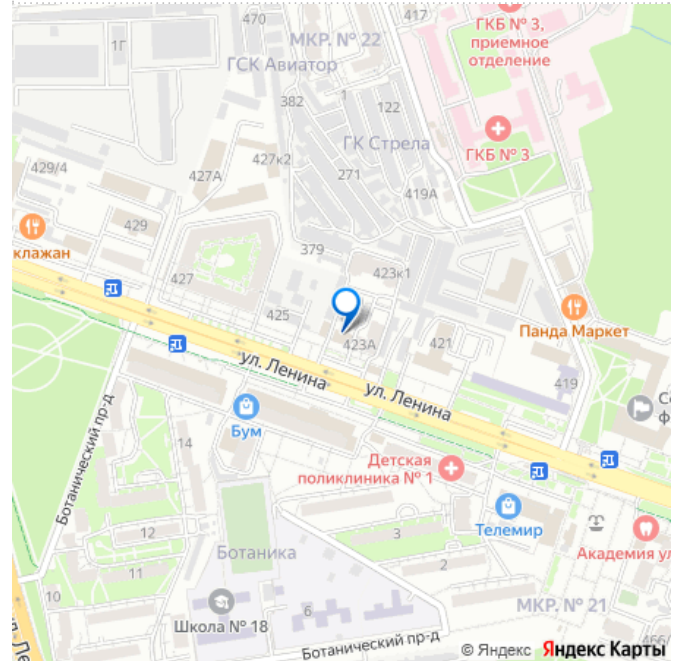 470
417
ГКБ № 3,
приемное
отделение
1Г
МКР. № 22
ГСК Авиатор
382
1
122
ГКБ № 3
ГК Стрела
429/4
427к2
427А
271
419А
429
клажан
379
423к1
427
425
Панда Маркет
423А
421
ул. Ленина
ул. Ленина
419
Бум
Детская
поликлиника № 1
14
Ботанический пр-д
Телемир
12
3
Академия ул
Ботаника
11
2
10
6
МКР. № 21
Школа № 18
Ботанический пр-д
ул. Ле
466/
© Яндекс Яндекс Карты